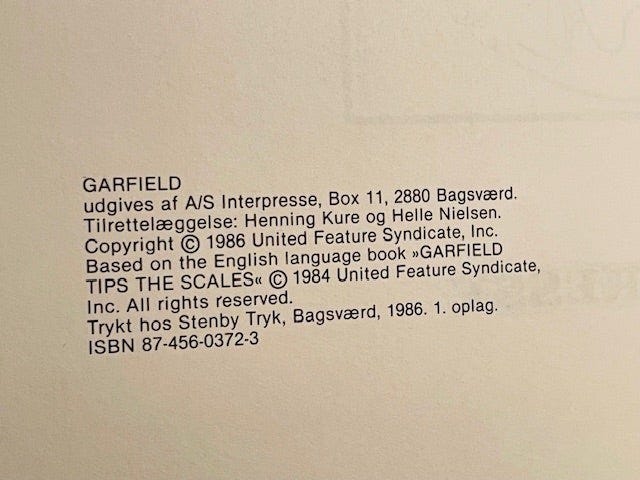 GARFIELD
udgives af A/S Interpresse, Box 11, 2880 Bagsværd.
Tilrettelæggelse: Henning Kure og Helle Nielsen.
Copyright © 1986 United Feature Syndicate, Inc.
Based on the English language book »GARFIELD
TIPS THE SCALES« © 1984 United Feature Syndicate,
Inc. All rights reserved.
Trykt hos Stenby Tryk, Bagsværd, 1986. 1. oplag.
ISBN 87-456-0372-3